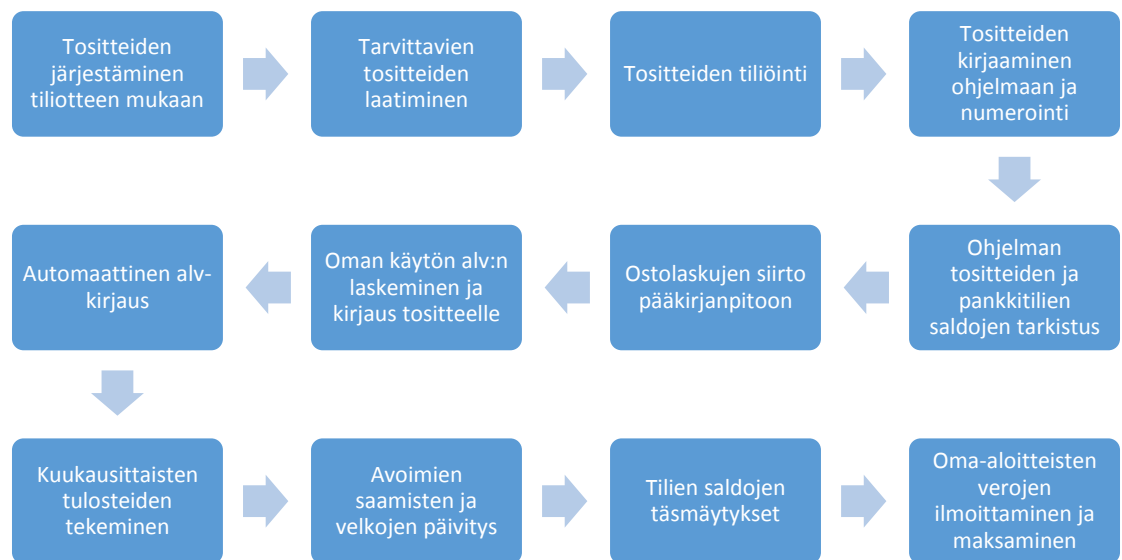 Tositteiden
järjestäminen
tiliotteen mukaan
Tarvittavien
tositteiden
laatiminen
Tositteiden tiliöinti
Tositteiden
kirjaaminen
ohjelmaan ja
numerointi
Ohjelman
tositteiden ja
pankkitilien
saldojen tarkistus
Ostolaskujen siirto
pääkirjanpitoon
Oman käytön alv:n
laskeminen ja
kirjaus tositteelle
Automaattinen alv-
kirjaus
Kuukausittaisten
tulosteiden
tekeminen
Avoimien
saamisten ja
velkojen päivitys
Tilien saldojen
täsmäytykset
Oma-aloitteisten
verojen
ilmoittaminen ja
maksaminen